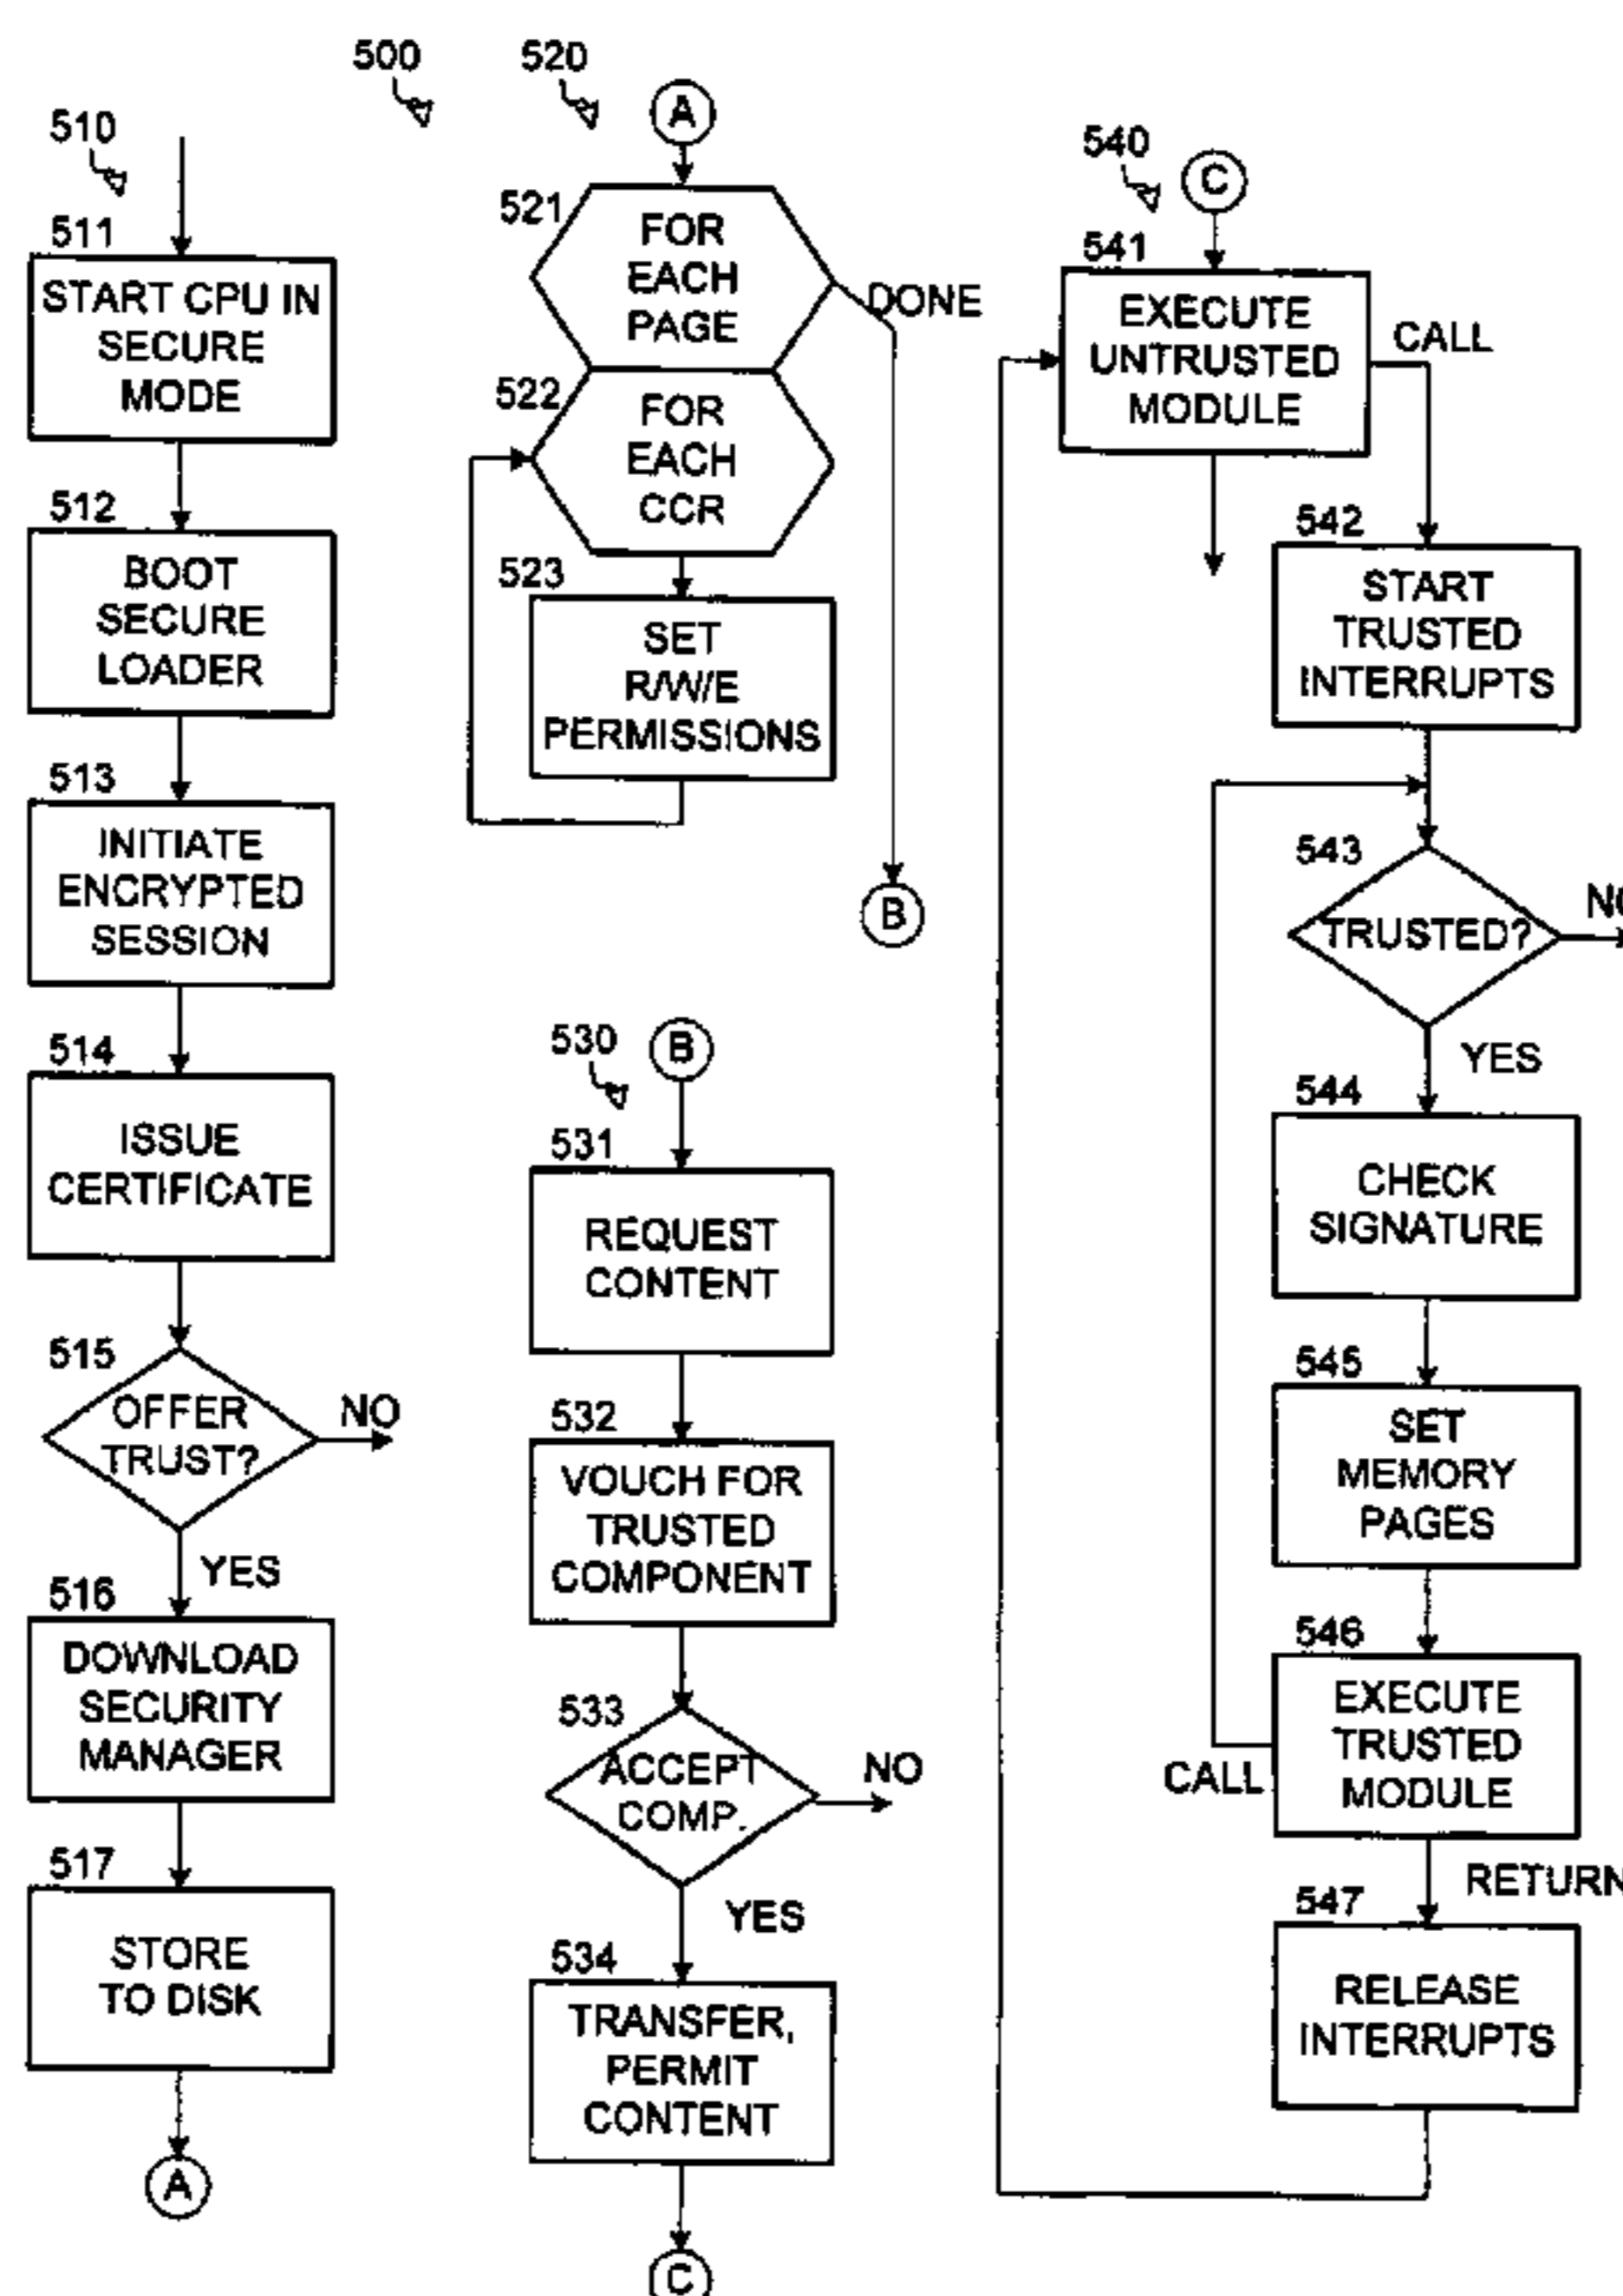 500
510
511
START CPU IN
SECURE
MODE
512
BOOT
SECURE
LOADER
513
INITIATE
ENCRYPTED
SESSION
514
ISSUE
CERTIFICATE
515
OFFER
TRUST?
NO
YES
516
DOWNLOAD
SECURITY
MANAGER
517
STORE
TO DISK
A
520
A
521
FOR
EACH
PAGE
DONE
522
FOR
EACH
CCR
523
SET
R/W/E
PERMISSIONS
B
530
B
531
REQUEST
CONTENT
532
VOUCH FOR
TRUSTED
COMPONENT
533
ACCEPT
COMP.
NO
YES
534
TRANSFER,
PERMIT
CONTENT
C
540
C
541
EXECUTE
UNTRUSTED
MODULE
CALL
542
START
TRUSTED
INTERRUPTS
543
TRUSTED?
NO
YES
544
CHECK
SIGNATURE
545
SET
MEMORY
PAGES
546
EXECUTE
TRUSTED
MODULE
CALL
RETURN
547
RELEASE
INTERRUPTS